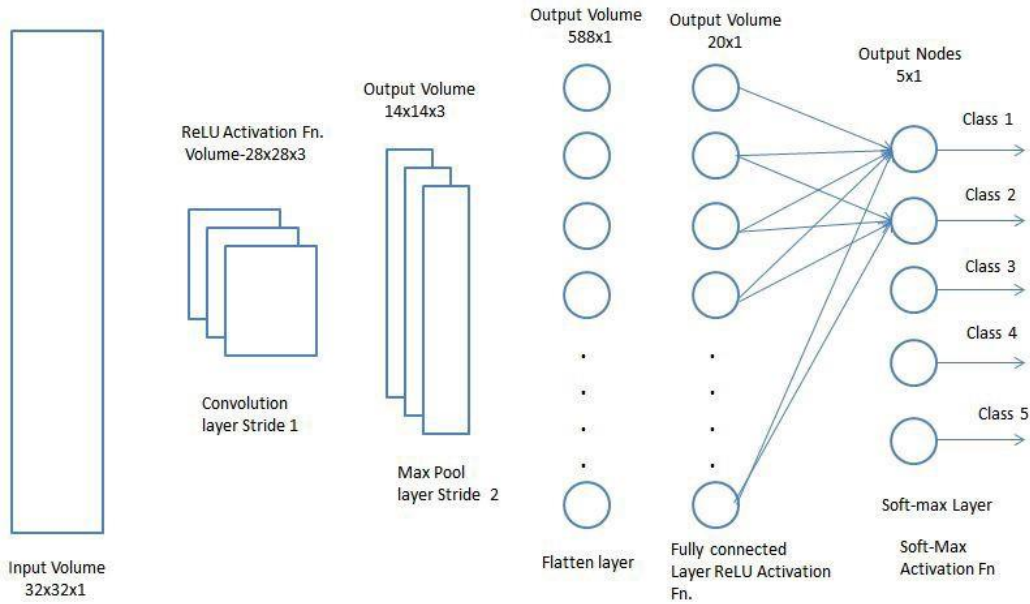 Input Volume
32x32x1
ReLU Activation Fn.
Volume-28x28x3
Convolution
layer Stride 1
Output Volume
14x14x3
Max Pool
layer Stride 2
Output Volume
588x1
Flatten layer
Output Volume
20x1
Fully connected
Layer ReLU Activation
Fn.
Output Nodes
5x1
Class 1
Class 2
Class 3
Class 4
Class 5
Soft-max Layer
Soft-Max
Activation Fn